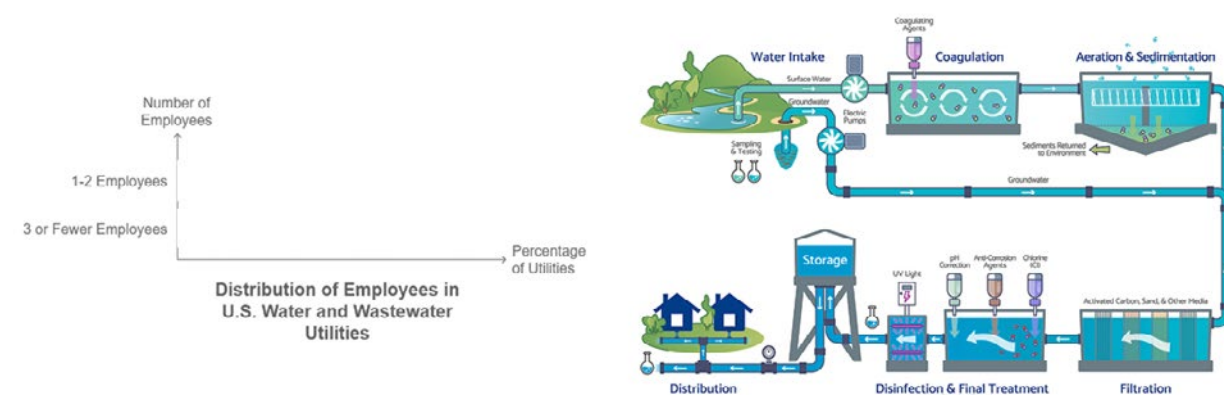 Number of
Employees
1-2 Employees
3 or Fewer Employees
Percentage
of Utilities
Distribution of Employees in
U.S. Water and Wastewater
Utilities
Coagulating
Agents
Water Intake
Coagulation
Aeration & Sedimentation
Surface Water
Groundwater
Electric
Pumps
Sampling
& Testing
Sediments Returned
to Environment
Groundwater
Storage
UV Light
pH
Correction
Anti-Corrosion
Agents
Chlorine
(Cl)
Activated Carbon, Sand, & Other Media
Distribution
Disinfection & Final Treatment
Filtration